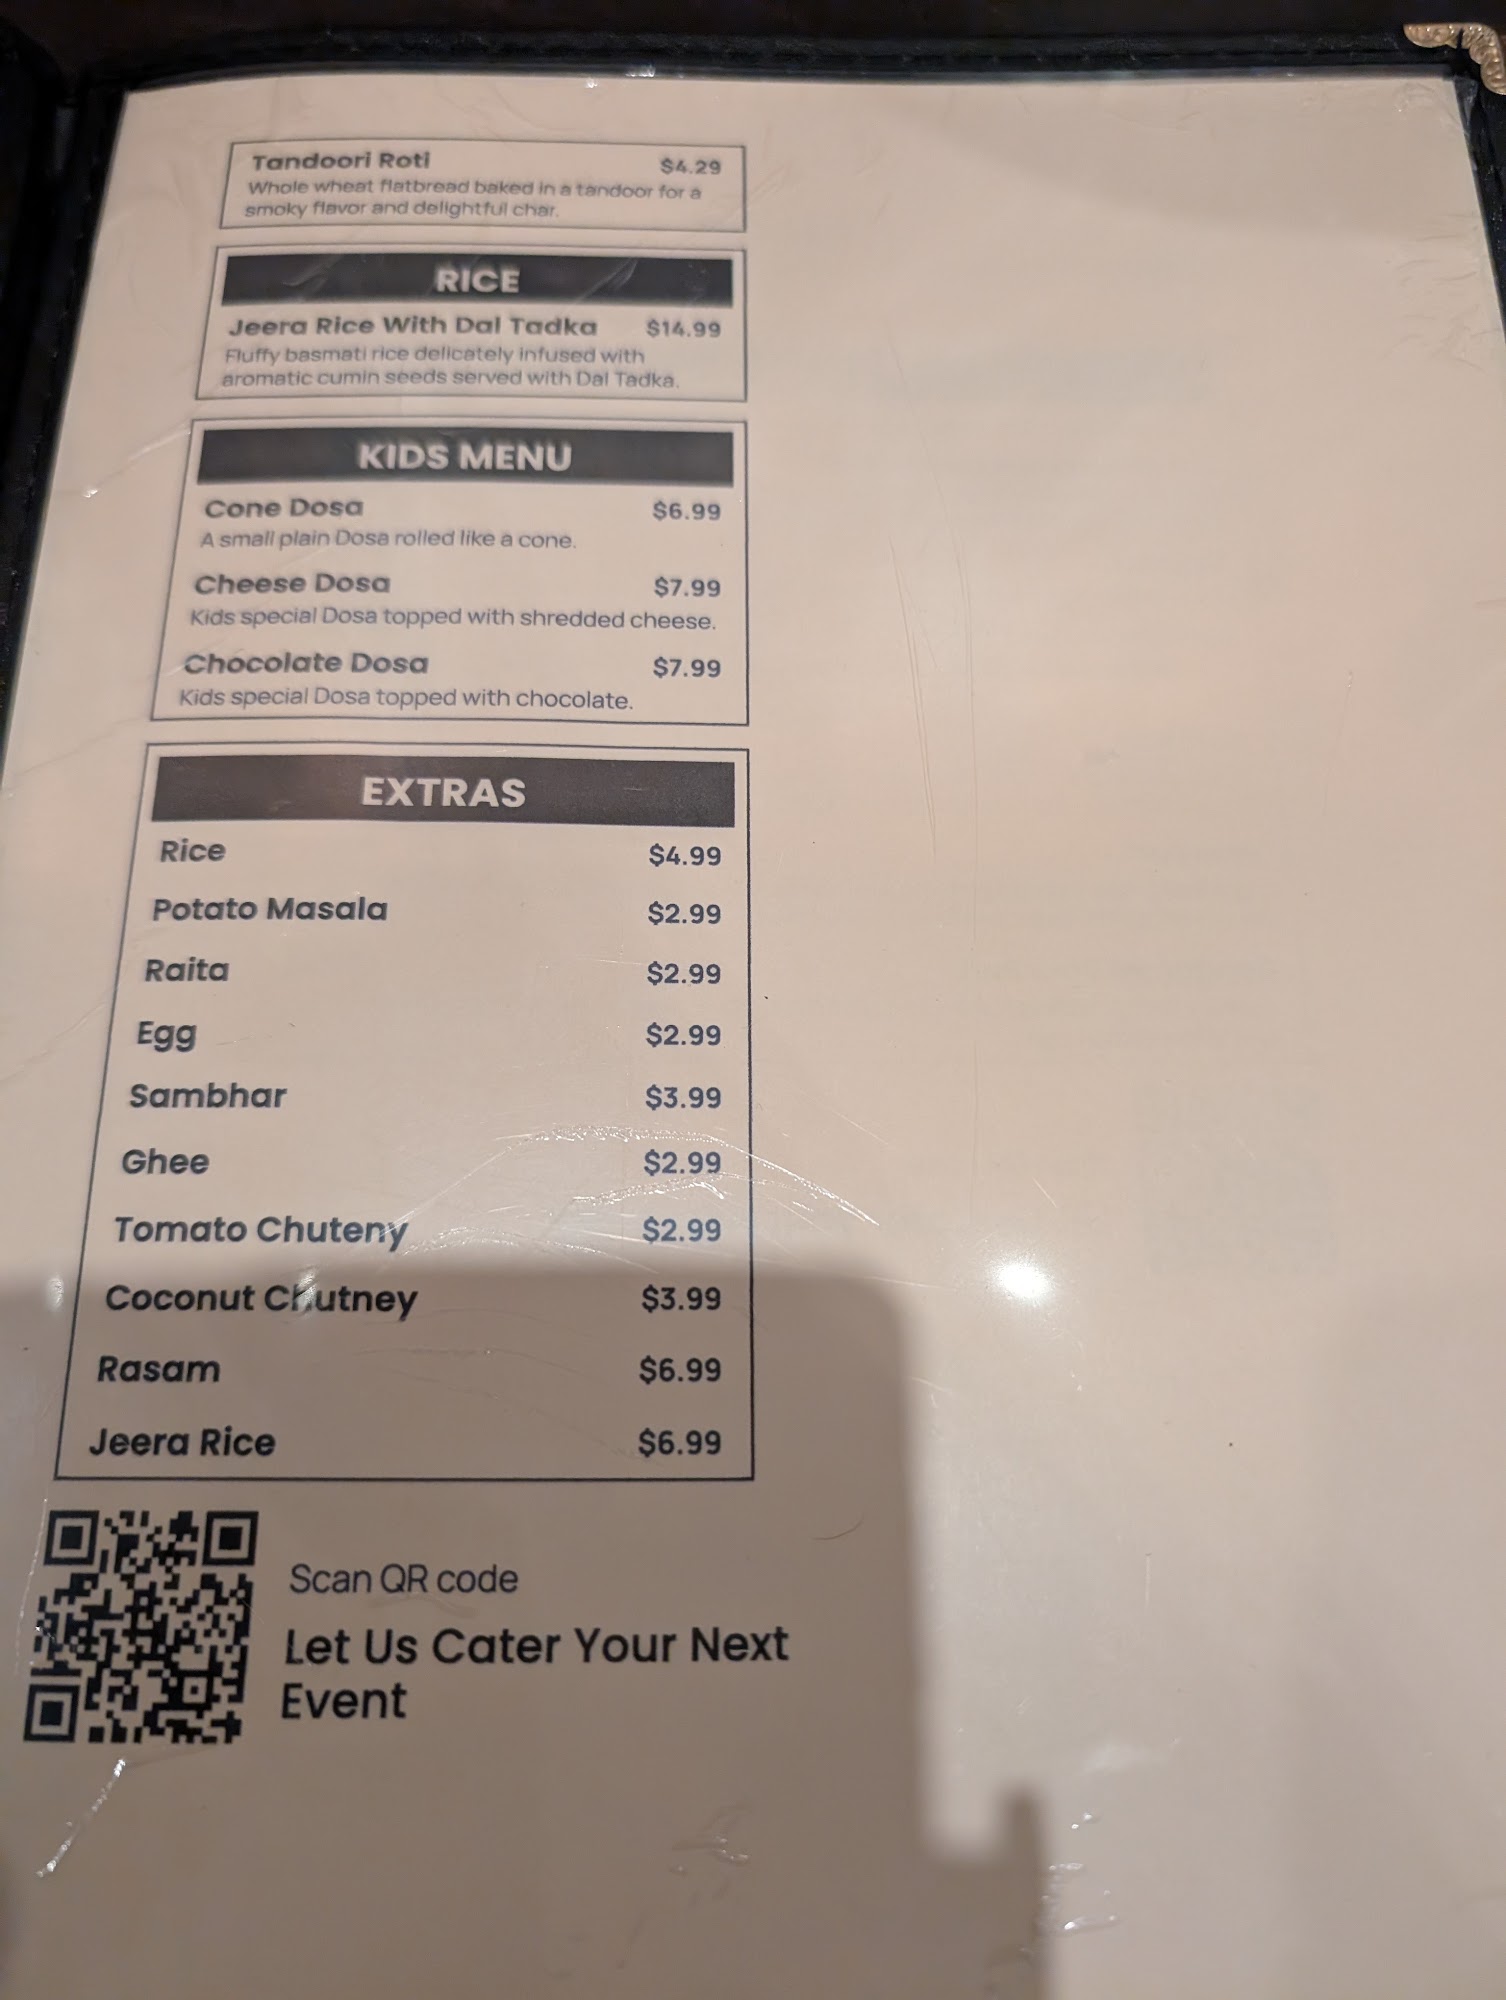 Tandoori Roti $4.29
Whole wheat flatbread baked in a tandoor for a
smoky flavor and delightful char.
RICE
Jeera Rice With Dal Tadka $14.99
Fluffy basmati rice delicately infused with
aromatic cumin seeds served with Dal Tadka.
KIDS MENU
Cone Dosa $6.99
A small plain Dosa rolled like a cone.
Cheese Dosa $7.99
Kids special Dosa topped with shredded cheese.
Chocolate Dosa $7.99
Kids special Dosa topped with chocolate.
EXTRAS
Rice $4.99
Potato Masala $2.99
Raita $2.99
Egg $2.99
Sambhar $3.99
Ghee $2.99
Tomato Chuteny $2.99
Coconut Chutney $3.99
Rasam $6.99
Jeera Rice $6.99
Scan QR code
Let Us Cater Your Next
Event